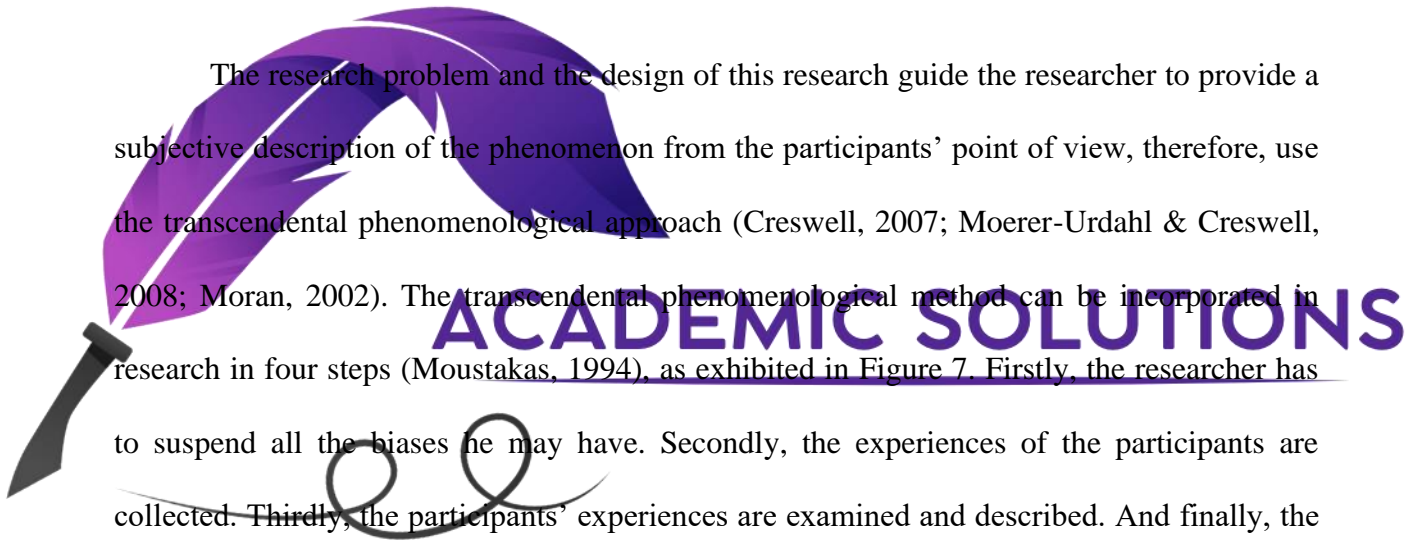 The research problem and the design of this research guide the researcher to provide a
subjective description of the phenomenon from the participants’ point of view, therefore, use
the transcendental phenomenological approach (Creswell, 2007; Moerer-Urdahl & Creswell,
2008; Moran, 2002). The transcendental phenomenological method can be incorporated in
ACADEMIC SOLUTIONS
research in four steps (Moustakas, 1994), as exhibited in Figure 7. Firstly, the researcher has
to suspend all the biases he may have. Secondly, the experiences of the participants are
collected. Thirdly, the participants’ experiences are examined and described. And finally, the